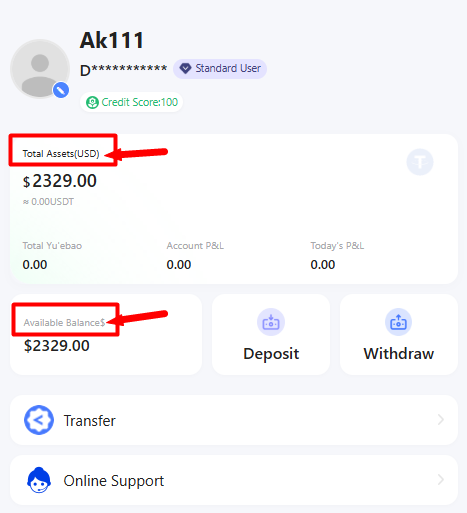 Ak111
D***********
Standard User
Credit Score:100
Total Assets(USD)
T
$2329.00
≈ 0.00USDT
Total Yu'ebao Account P&L Today's P&L
0.00 0.00 0.00
Available Balance$
$2329.00
Deposit
Withdraw
Transfer
Online Support